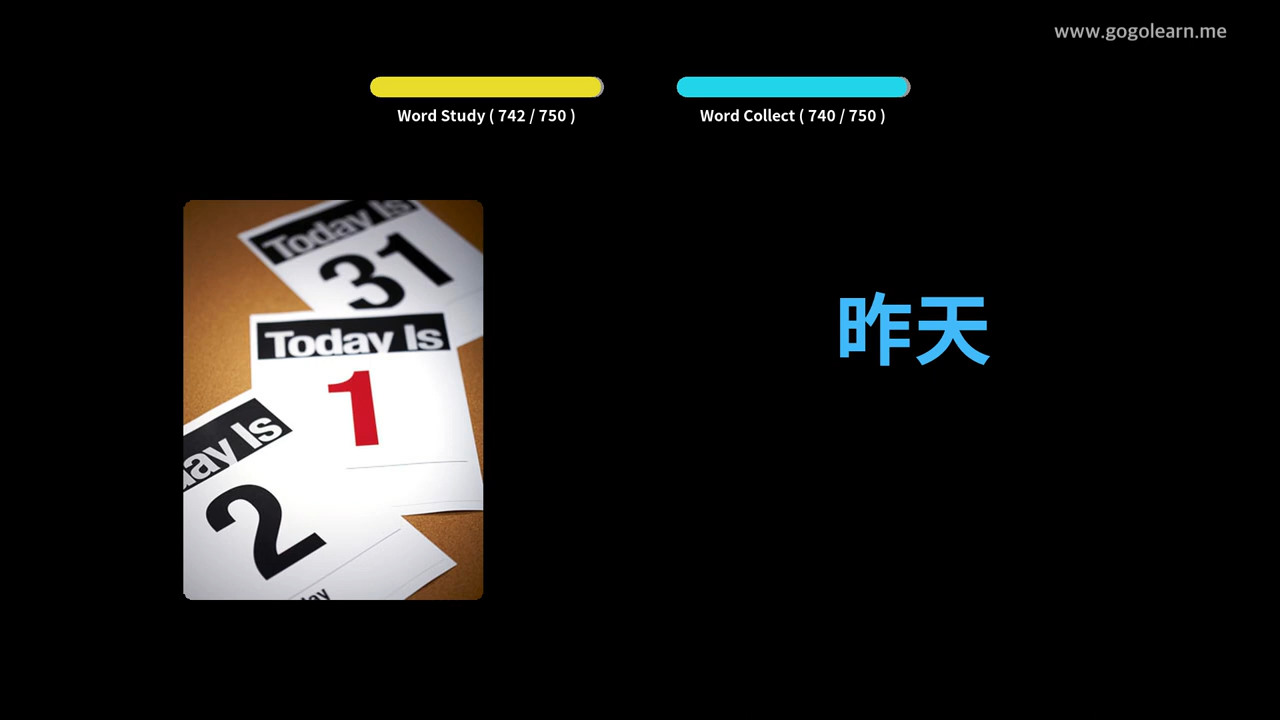 www.gogolearn.me
Word Study ( 742 / 750 )
Word Collect ( 740 / 750 )
Today Is
31
Today Is
1
ay Is
2
ay
昨天